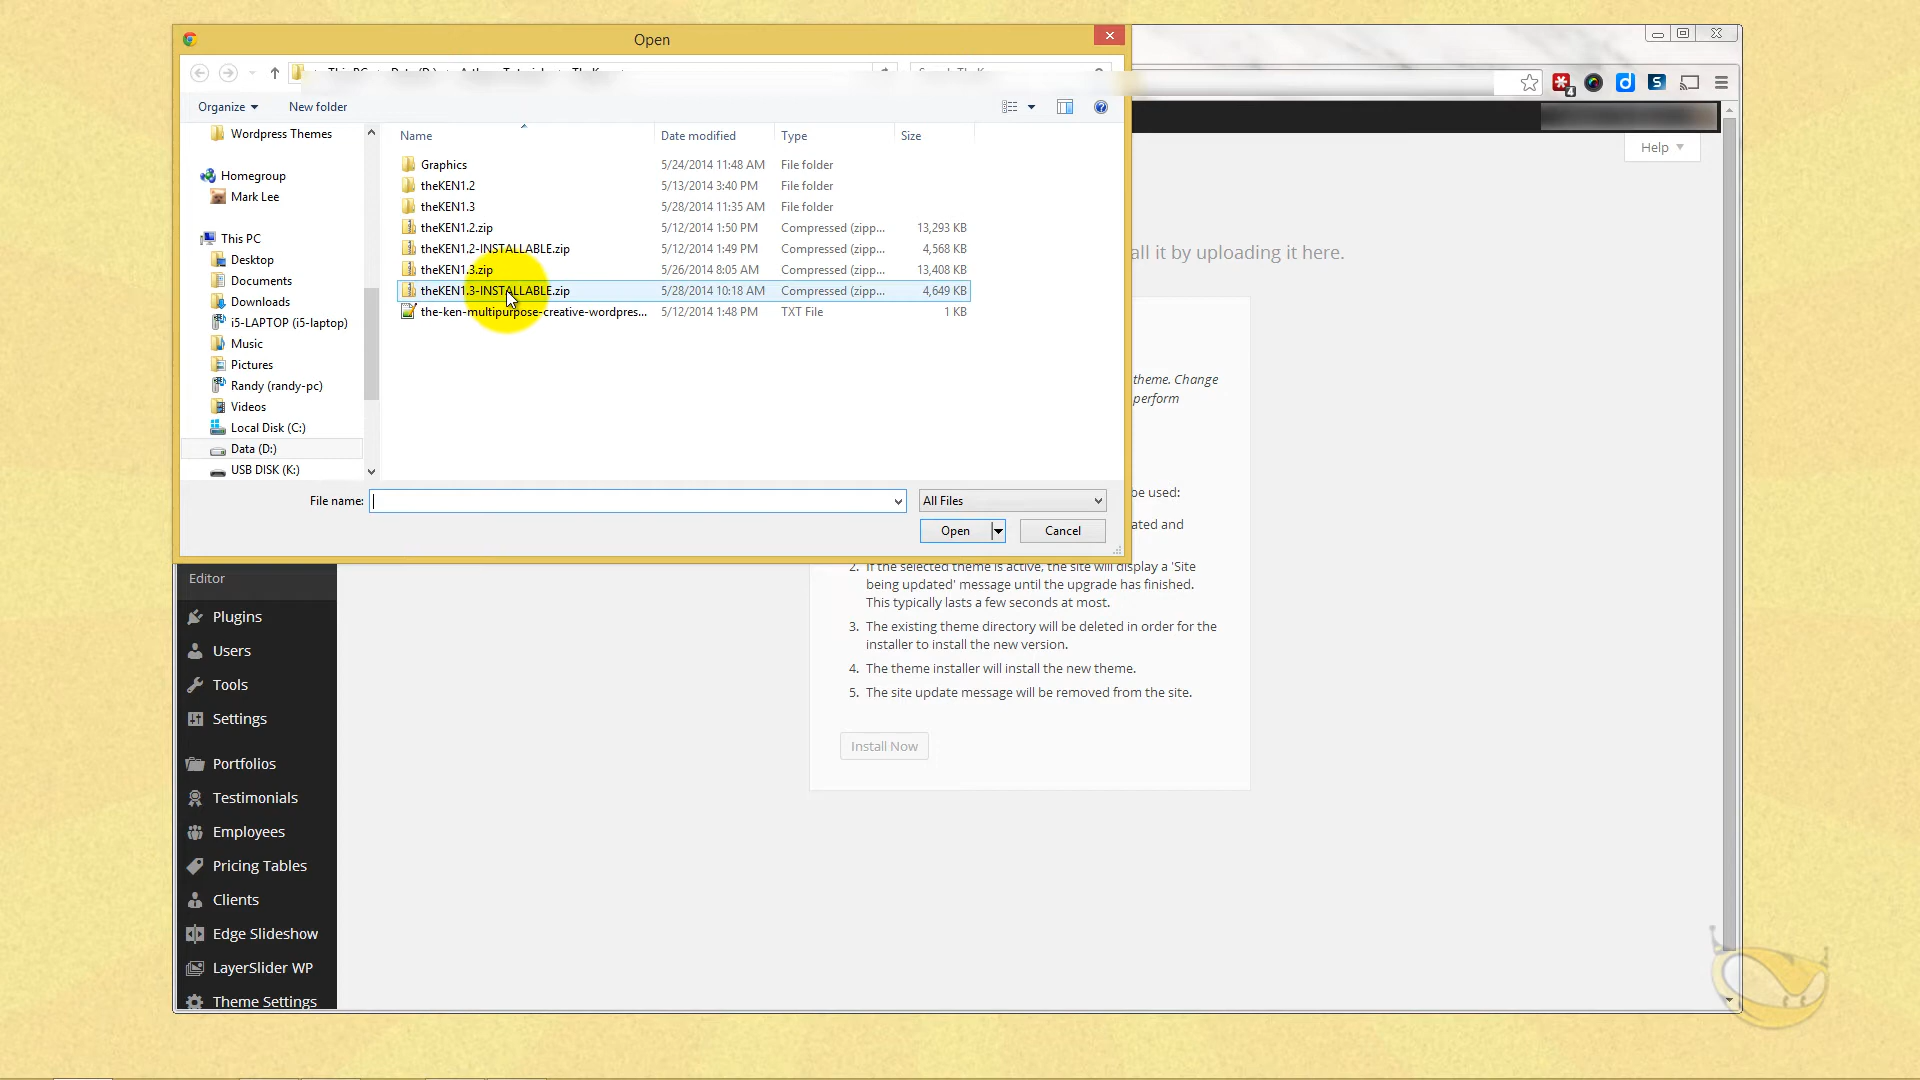 Open
Organize
New folder
Name
Date modified
Type
Size
Wordpress Themes
Homegroup
Mark Lee
This PC
Desktop
Documents
Downloads
i5-LAPTOP (i5-laptop)
Music
Pictures
Randy (randy-pc)
Videos
Local Disk (C:)
Data (D:)
USB DISK (K:)
Graphics 5/24/2014 11:48 AM File folder
theKEN1.2 5/13/2014 3:40 PM File folder
theKEN1.3 5/28/2014 11:35 AM File folder
theKEN1.2.zip 5/12/2014 1:50 PM Compressed (zipp... 13,293 KB
theKEN1.2-INSTALLABLE.zip 5/12/2014 1:49 PM Compressed (zipp... 4,568 KB
theKEN1.3.zip 5/26/2014 8:05 AM Compressed (zipp... 13,408 KB
theKEN1.3-INSTALLABLE.zip 5/28/2014 10:18 AM Compressed (zipp... 4,649 KB
the-ken-multipurpose-creative-wordpres... 5/12/2014 1:48 PM TXT File 1 KB
File name:
All Files
Open
Cancel
4
Help
all it by uploading it here.
theme. Change
perform
be used:
ated and
2. If the selected theme is active, the site will display a 'Site
being updated' message until the upgrade has finished.
This typically lasts a few seconds at most.
3. The existing theme directory will be deleted in order for the
installer to install the new version.
4. The theme installer will install the new theme.
5. The site update message will be removed from the site.
Install Now
Editor
Plugins
Users
Tools
Settings
Portfolios
Testimonials
Employees
Pricing Tables
Clients
Edge Slideshow
LayerSlider WP
Theme Settings